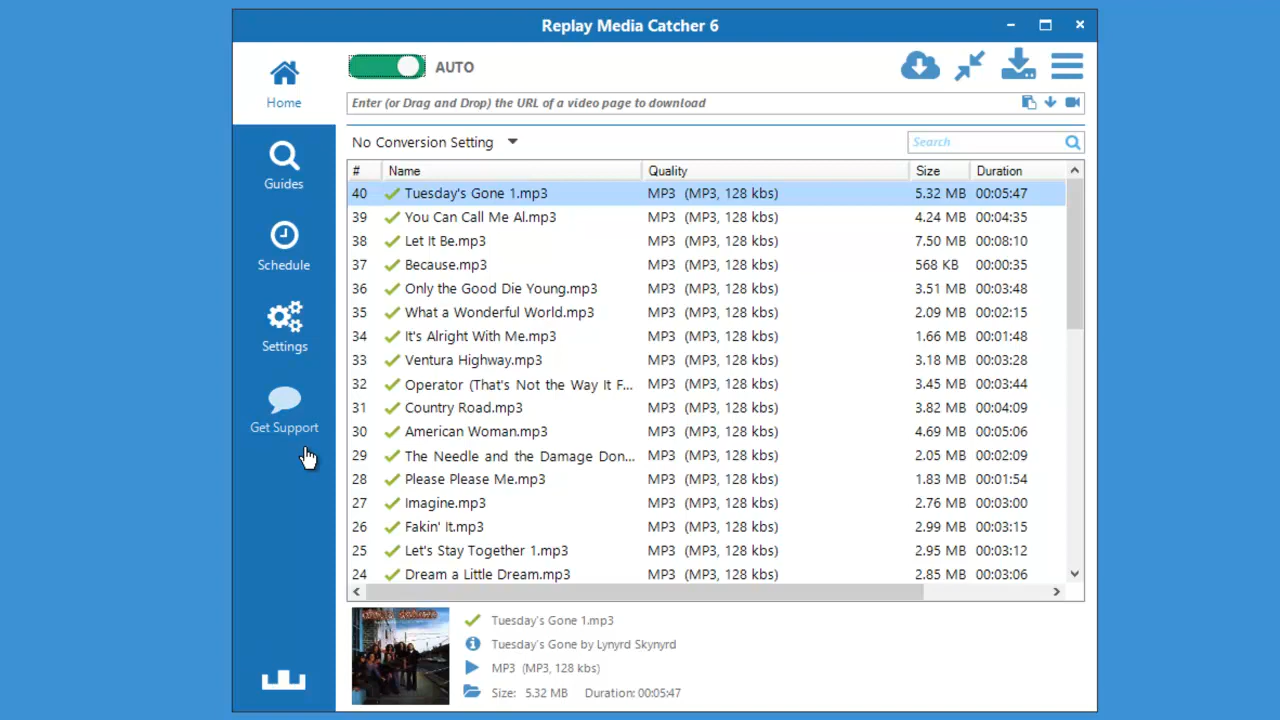 Replay Media Catcher 6
Home
AUTO
Enter (or Drag and Drop) the URL of a video page to download
No Conversion Setting
Search
Guides
Schedule
Settings
Get Support
# Name Quality Size Duration
40 Tuesday's Gone 1.mp3 MP3 (MP3, 128 kbs) 5.32 MB 00:05:47
39 You Can Call Me Al.mp3 MP3 (MP3, 128 kbs) 4.24 MB 00:04:35
38 Let It Be.mp3 MP3 (MP3, 128 kbs) 7.50 MB 00:08:10
37 Because.mp3 MP3 (MP3, 128 kbs) 568 KB 00:00:35
36 Only the Good Die Young.mp3 MP3 (MP3, 128 kbs) 3.51 MB 00:03:48
35 What a Wonderful World.mp3 MP3 (MP3, 128 kbs) 2.09 MB 00:02:15
34 It's Alright With Me.mp3 MP3 (MP3, 128 kbs) 1.66 MB 00:01:48
33 Ventura Highway.mp3 MP3 (MP3, 128 kbs) 3.18 MB 00:03:28
32 Operator (That's Not the Way It F... MP3 (MP3, 128 kbs) 3.45 MB 00:03:44
31 Country Road.mp3 MP3 (MP3, 128 kbs) 3.82 MB 00:04:09
30 American Woman.mp3 MP3 (MP3, 128 kbs) 4.69 MB 00:05:06
29 The Needle and the Damage Don... MP3 (MP3, 128 kbs) 2.05 MB 00:02:09
28 Please Please Me.mp3 MP3 (MP3, 128 kbs) 1.83 MB 00:01:54
27 Imagine.mp3 MP3 (MP3, 128 kbs) 2.76 MB 00:03:00
26 Fakin' It.mp3 MP3 (MP3, 128 kbs) 2.99 MB 00:03:15
25 Let's Stay Together 1.mp3 MP3 (MP3, 128 kbs) 2.95 MB 00:03:12
24 Dream a Little Dream.mp3 MP3 (MP3, 128 kbs) 2.85 MB 00:03:06
Tuesday's Gone 1.mp3
Tuesday's Gone by Lynyrd Skynyrd
MP3 (MP3, 128 kbs)
Size: 5.32 MB Duration: 00:05:47